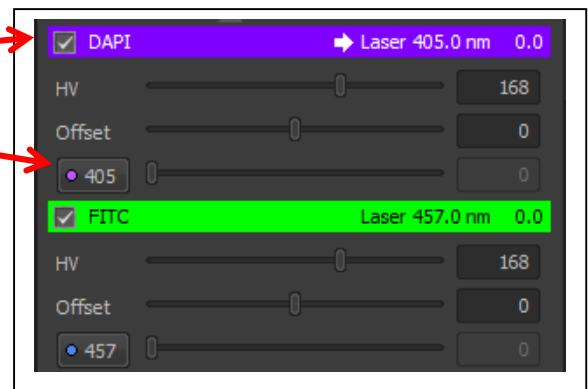 DAPI Laser 405.0 nm 0.0
HV 168
Offset 0
405 0
FITC Laser 457.0 nm 0.0
HV 168
Offset 0
457 0